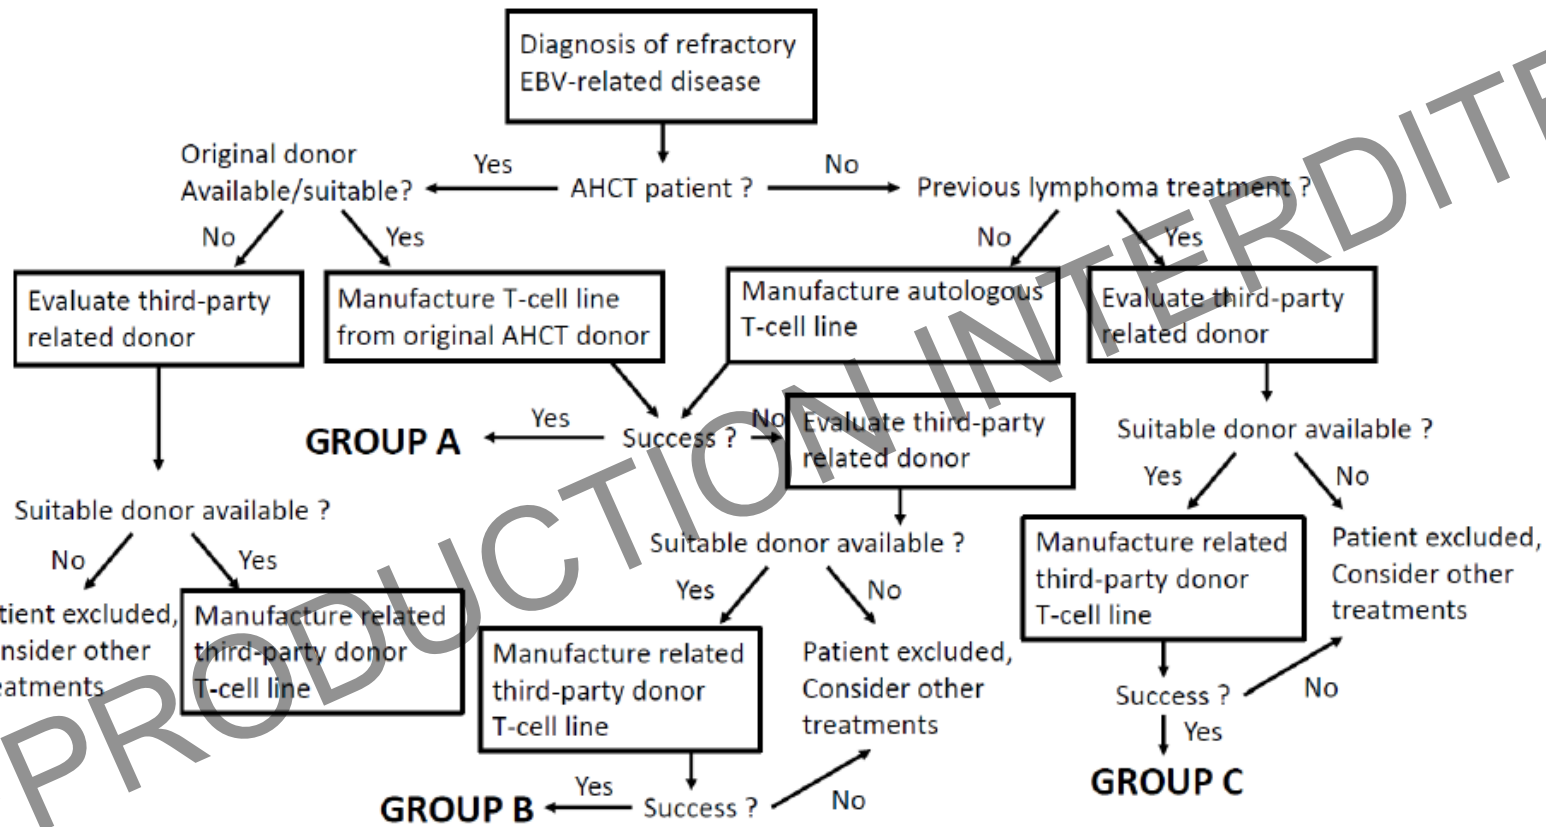 Diagnosis of refractory
EBV-related disease
Original donor
Available/suitable?
Yes
AHCT patient ?
No
Previous lymphoma treatment ?
No
Yes
No
Yes
Evaluate third-party
related donor
Manufacture T-cell line
from original AHCT donor
Manufacture autologous
T-cell line
Evaluate third-party
related donor
GROUP A
Yes
Success ?
No
Evaluate third-party
related donor
Suitable donor available ?
Yes
No
Suitable donor available ?
No
Yes
Suitable donor available ?
Yes
No
Manufacture related
third-party donor
T-cell line
Patient excluded,
Consider other
treatments
tient excluded,
nsider other
eatments
Manufacture related
third-party donor
T-cell line
Manufacture related
third-party donor
T-cell line
Patient excluded,
Consider other
treatments
Success ?
No
Yes
GROUP C
GROUP B
Yes
Success ?
No
PRODUCTION INTERDITE